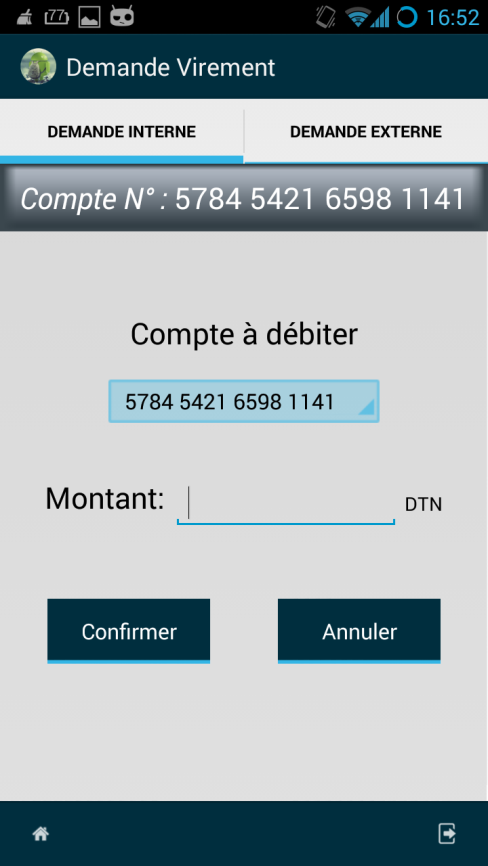 77
16:52
Demande Virement
DEMANDE INTERNE
DEMANDE EXTERNE
Compte N° : 5784 5421 6598 1141
Compte à débiter
5784 5421 6598 1141
Montant:
DTN
Confirmer
Annuler